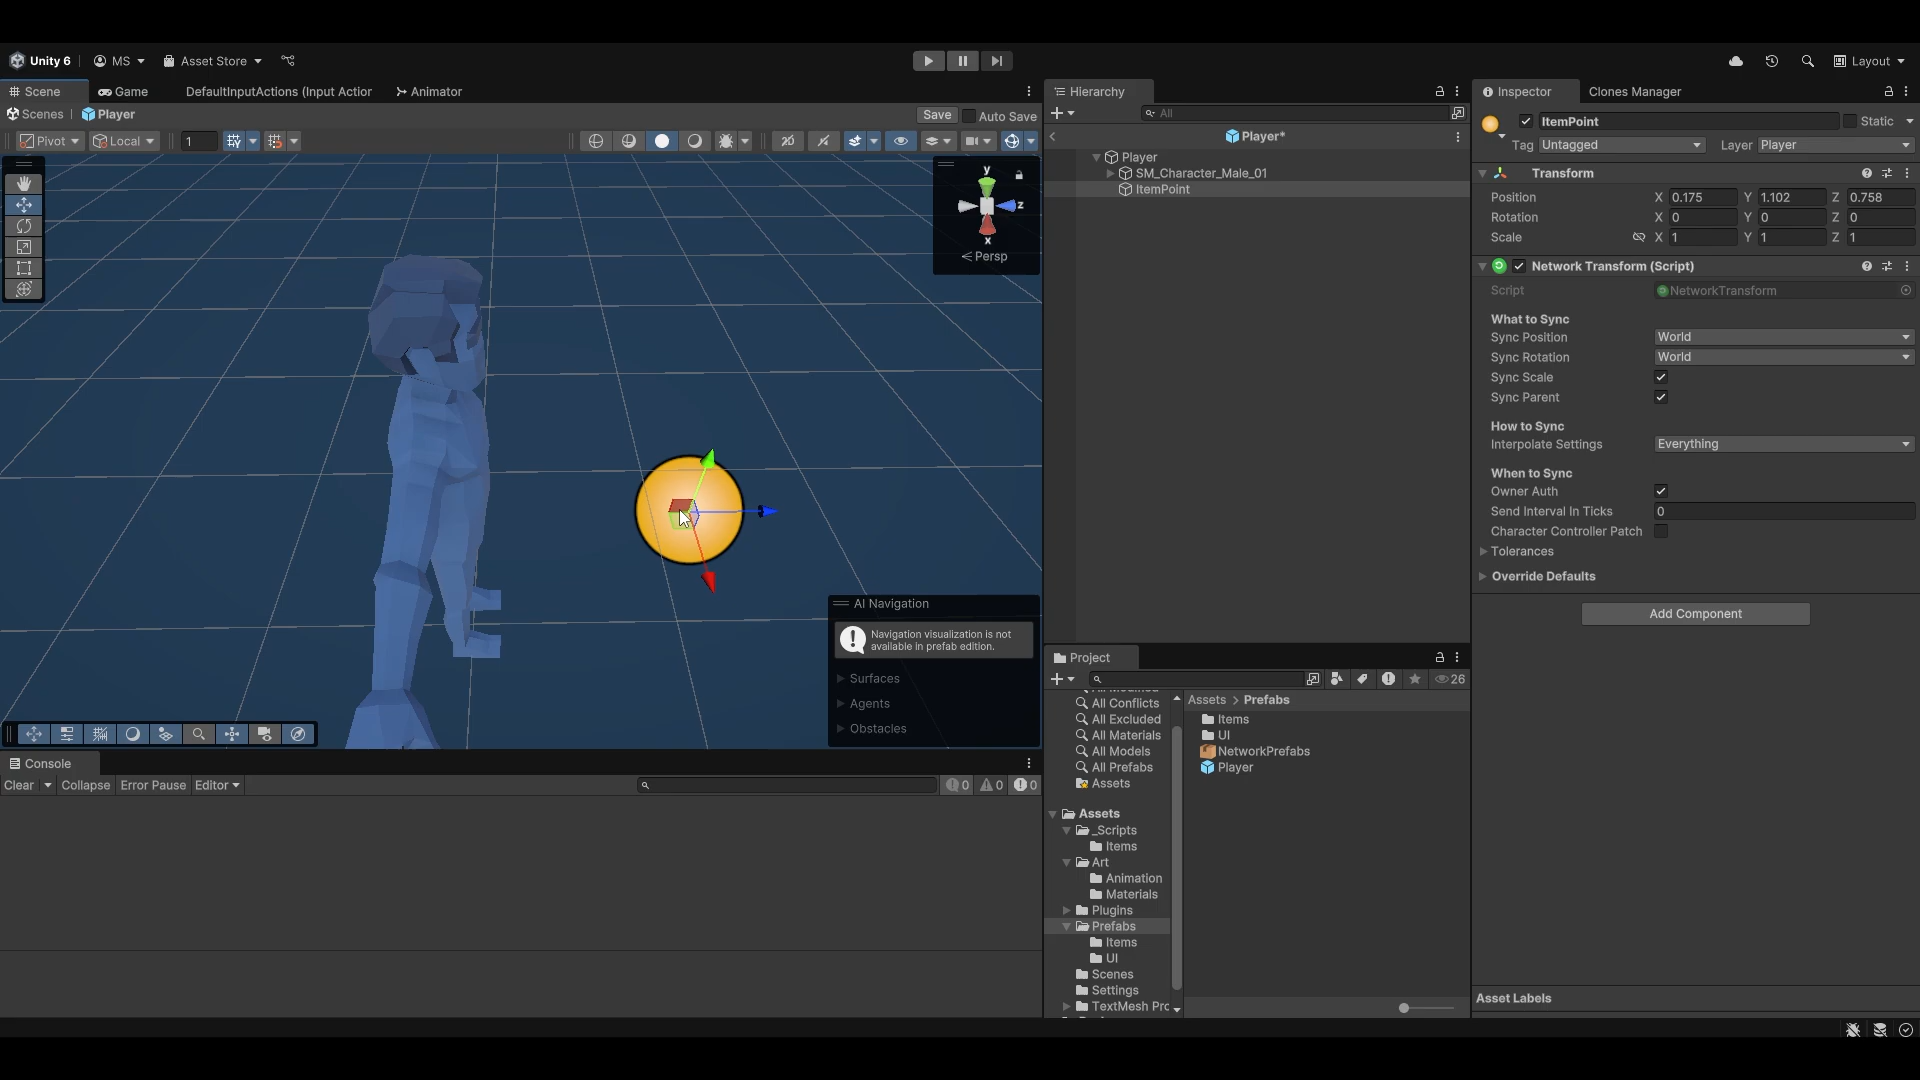 Unity 6
MS
Asset Store
Layout
Scene
Game
DefaultInputActions (Input Actior
Animator
Hierarchy
Inspector
Clones Manager
Scenes
Player
Save
Auto Save
All
ItemPoint
Static
Pivot
Local
1
Player*
Tag
Untagged
Layer
Player
Player
SM_Character_Male_01
ItemPoint
Transform
Position
X
0.175
Y
1.102
Z
0.758
Rotation
X
0
Y
0
Z
0
Scale
X
1
Y
1
Z
1
y
z
x
Persp
Network Transform (Script)
Script
NetworkTransform
What to Sync
Sync Position
World
Sync Rotation
World
Sync Scale
Sync Parent
How to Sync
Interpolate Settings
Everything
When to Sync
Owner Auth
Send Interval In Ticks
0
Character Controller Patch
Tolerances
Override Defaults
Add Component
AI Navigation
Navigation visualization is not
available in prefab edition.
Surfaces
Agents
Obstacles
Project
26
All Conflicts
All Excluded
All Materials
All Models
All Prefabs
Assets
Assets
_Scripts
Items
Art
Animation
Materials
Plugins
Prefabs
Items
UI
Scenes
Settings
TextMesh Prc
Assets > Prefabs
Items
UI
NetworkPrefabs
Player
Console
Clear
Collapse
Error Pause
Editor
0
0
0
Asset Labels